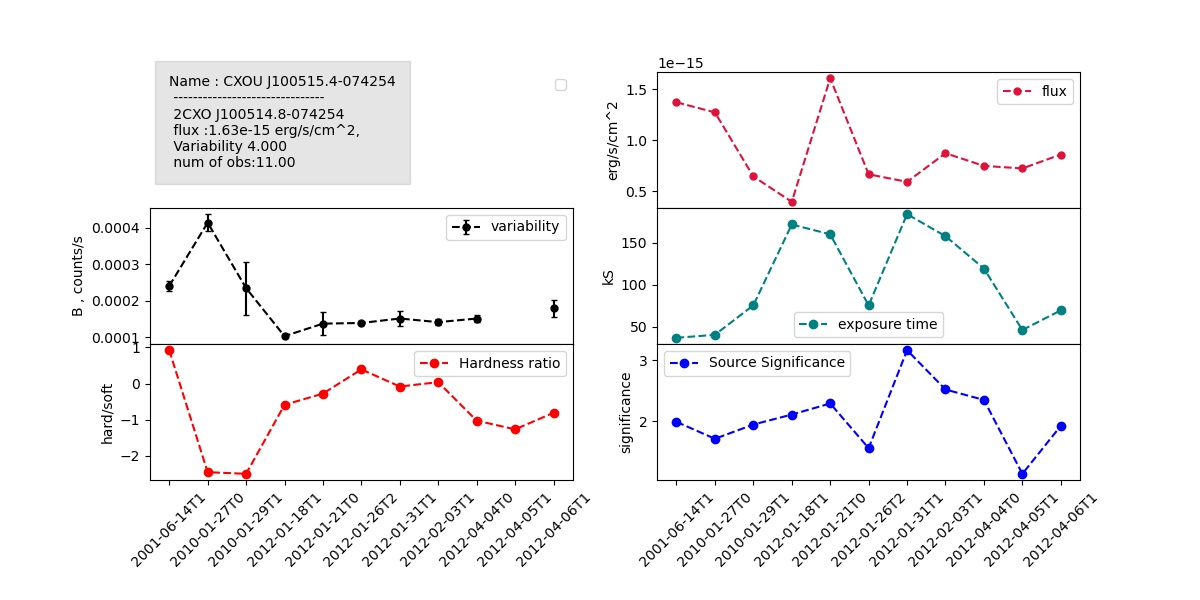 Name : CXOU J100515.4-074254
--------------------------------
2CXO J100514.8-074254
flux :1.63e-15 erg/s/cm^2,
Variability 4.000
num of obs:11.00
B , counts/s
0.0004
0.0003
0.0002
0.0001
variability
hard/soft
1
0
−1
−2
Hardness ratio
2001-06-14T1
2010-01-27T0
2010-01-29T1
2012-01-18T1
2012-01-21T0
2012-01-26T2
2012-01-31T1
2012-02-03T1
2012-04-04T0
2012-04-05T1
2012-04-06T1
1e−15
erg/s/cm^2
1.5
1.0
0.5
flux
kS
150
100
50
exposure time
significance
3
2
Source Significance
2001-06-14T1
2010-01-27T0
2010-01-29T1
2012-01-18T1
2012-01-21T0
2012-01-26T2
2012-01-31T1
2012-02-03T1
2012-04-04T0
2012-04-05T1
2012-04-06T1